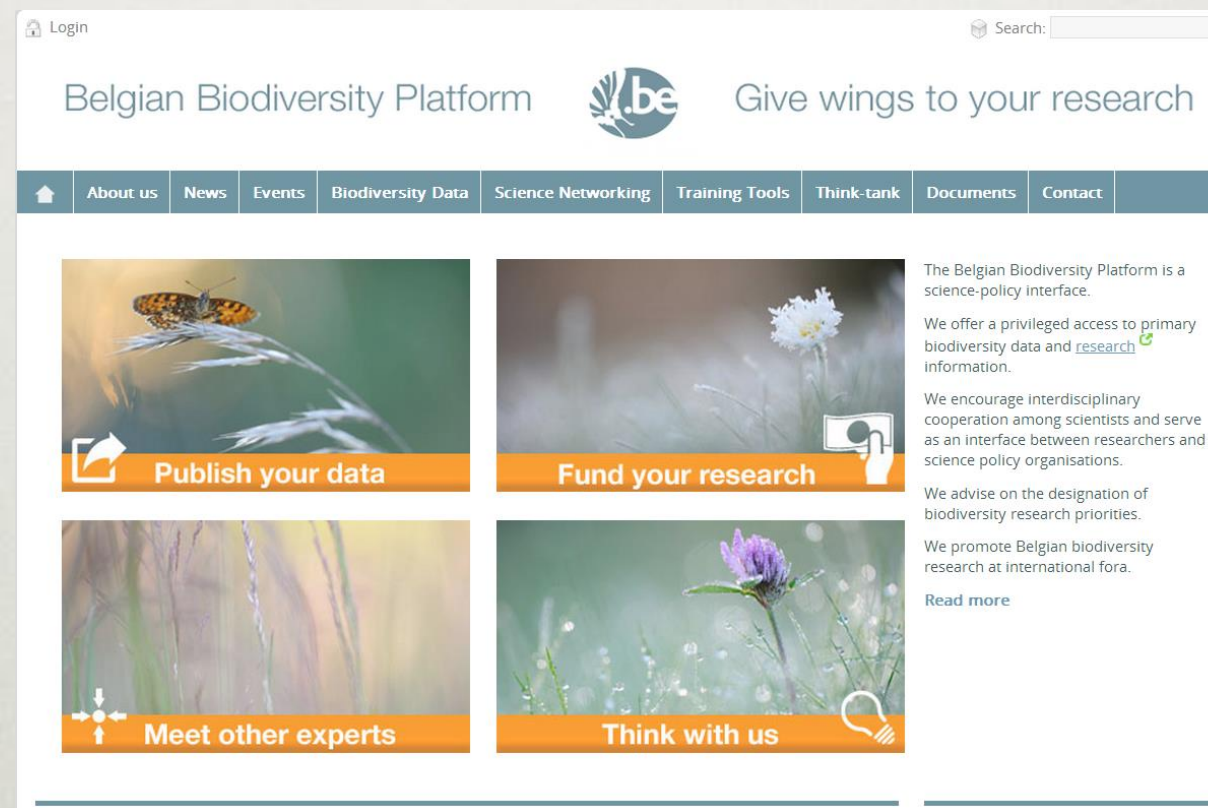 Login
Search:
Belgian Biodiversity Platform
.be
Give wings to your research
About us
News
Events
Biodiversity Data
Science Networking
Training Tools
Think-tank
Documents
Contact
Publish your data
Fund your research
Meet other experts
Think with us
The Belgian Biodiversity Platform is a
science-policy interface.
We offer a privileged access to primary
biodiversity data and research
information.
We encourage interdisciplinary
cooperation among scientists and serve
as an interface between researchers and
science policy organisations.
We advise on the designation of
biodiversity research priorities.
We promote Belgian biodiversity
research at international fora.
Read more